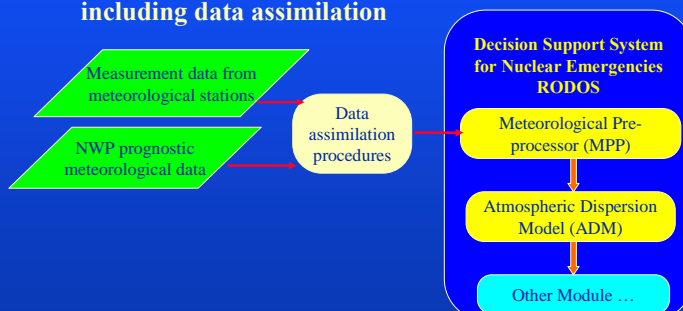 including data assimilation
Measurement data from
meteorological stations
NWP prognostic
meteorological data
Data
assimilation
procedures
Decision Support System
for Nuclear Emergencies
RODOS
Meteorological Pre-
processor (MPP)
Atmospheric Dispersion
Model (ADM)
Other Module …